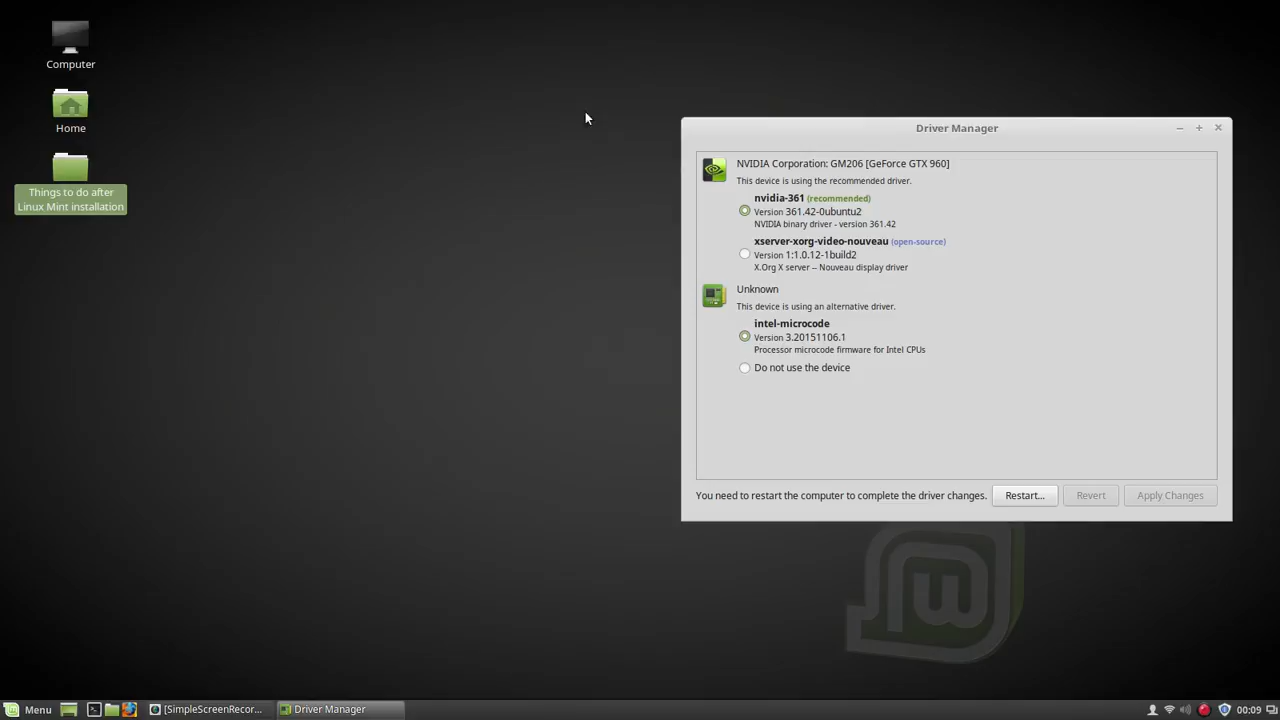 Computer
Home
Things to do after
Linux Mint installation
Driver Manager
NVIDIA Corporation: GM206 [GeForce GTX 960]
This device is using the recommended driver.
nvidia-361 (recommended)
Version 361.42-0ubuntu2
NVIDIA binary driver - version 361.42
xserver-xorg-video-nouveau (open-source)
Version 1:1.0.12-1build2
X.Org X server -- Nouveau display driver
Unknown
This device is using an alternative driver.
intel-microcode
Version 3.20151106.1
Processor microcode firmware for Intel CPUs
Do not use the device
You need to restart the computer to complete the driver changes. Restart... Revert Apply Changes
Menu [SimpleScreenRecor... Driver Manager 00:09